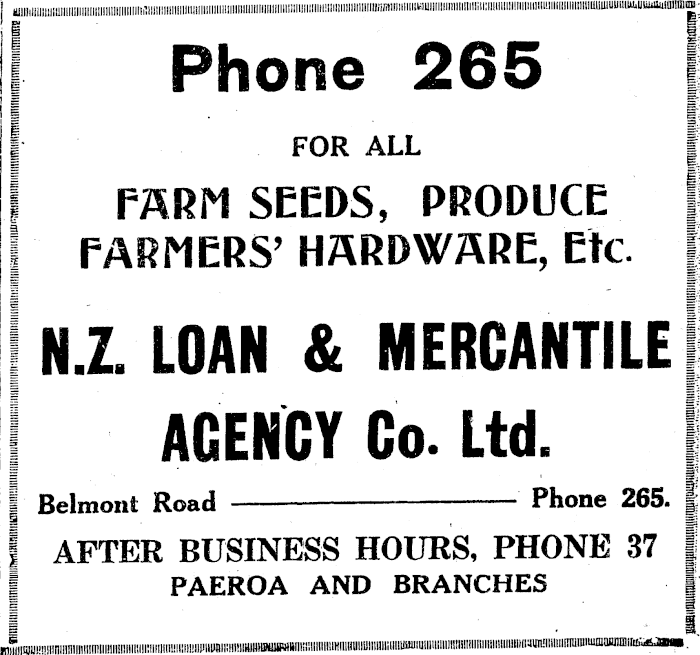 Phone 265
FOR ALL
FARM SEEDS, PRODUCE
FARMERS' HARDWARE, Etc.
N.Z. LOAN & MERCANTILE
AGENCY Co. Ltd.
Belmont Road ——— Phone 265.
AFTER BUSINESS HOURS, PHONE 37
PAEROA AND BRANCHES